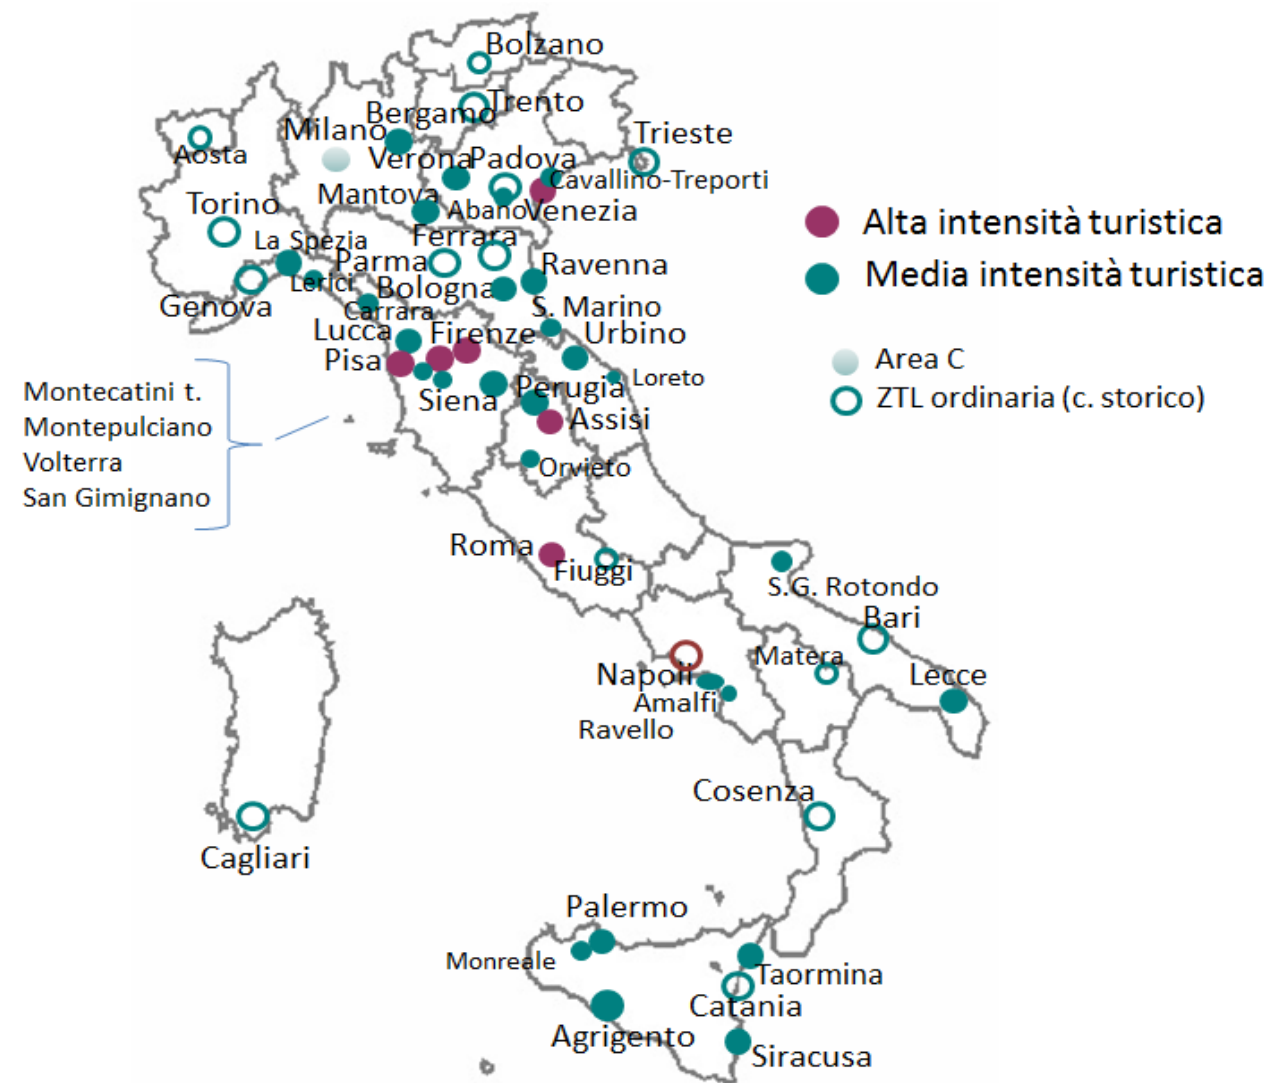 Bolzano
Trento
Bergamo
Milano
Trieste
Aosta
Verona
Padova
Cavallino-Treporti
Mantova
Abano
Venezia
Torino
Alta intensità turistica
La Spezia
Ferrara
Parma
Ravenna
Media intensità turistica
Lerici
Bologna
Genova
Carrara
S. Marino
Lucca
Firenze
Urbino
Pisa
Area C
Loreto
Perugia
Siena
ZTL ordinaria (c. storico)
Assisi
Montecatini t.
Montepulciano
Volterra
San Gimignano
Orvieto
Roma
Fiuggi
S.G. Rotondo
Bari
Matera
Napoli
Lecce
Amalfi
Ravello
Cosenza
Cagliari
Palermo
Monreale
Taormina
Catania
Agrigento
Siracusa